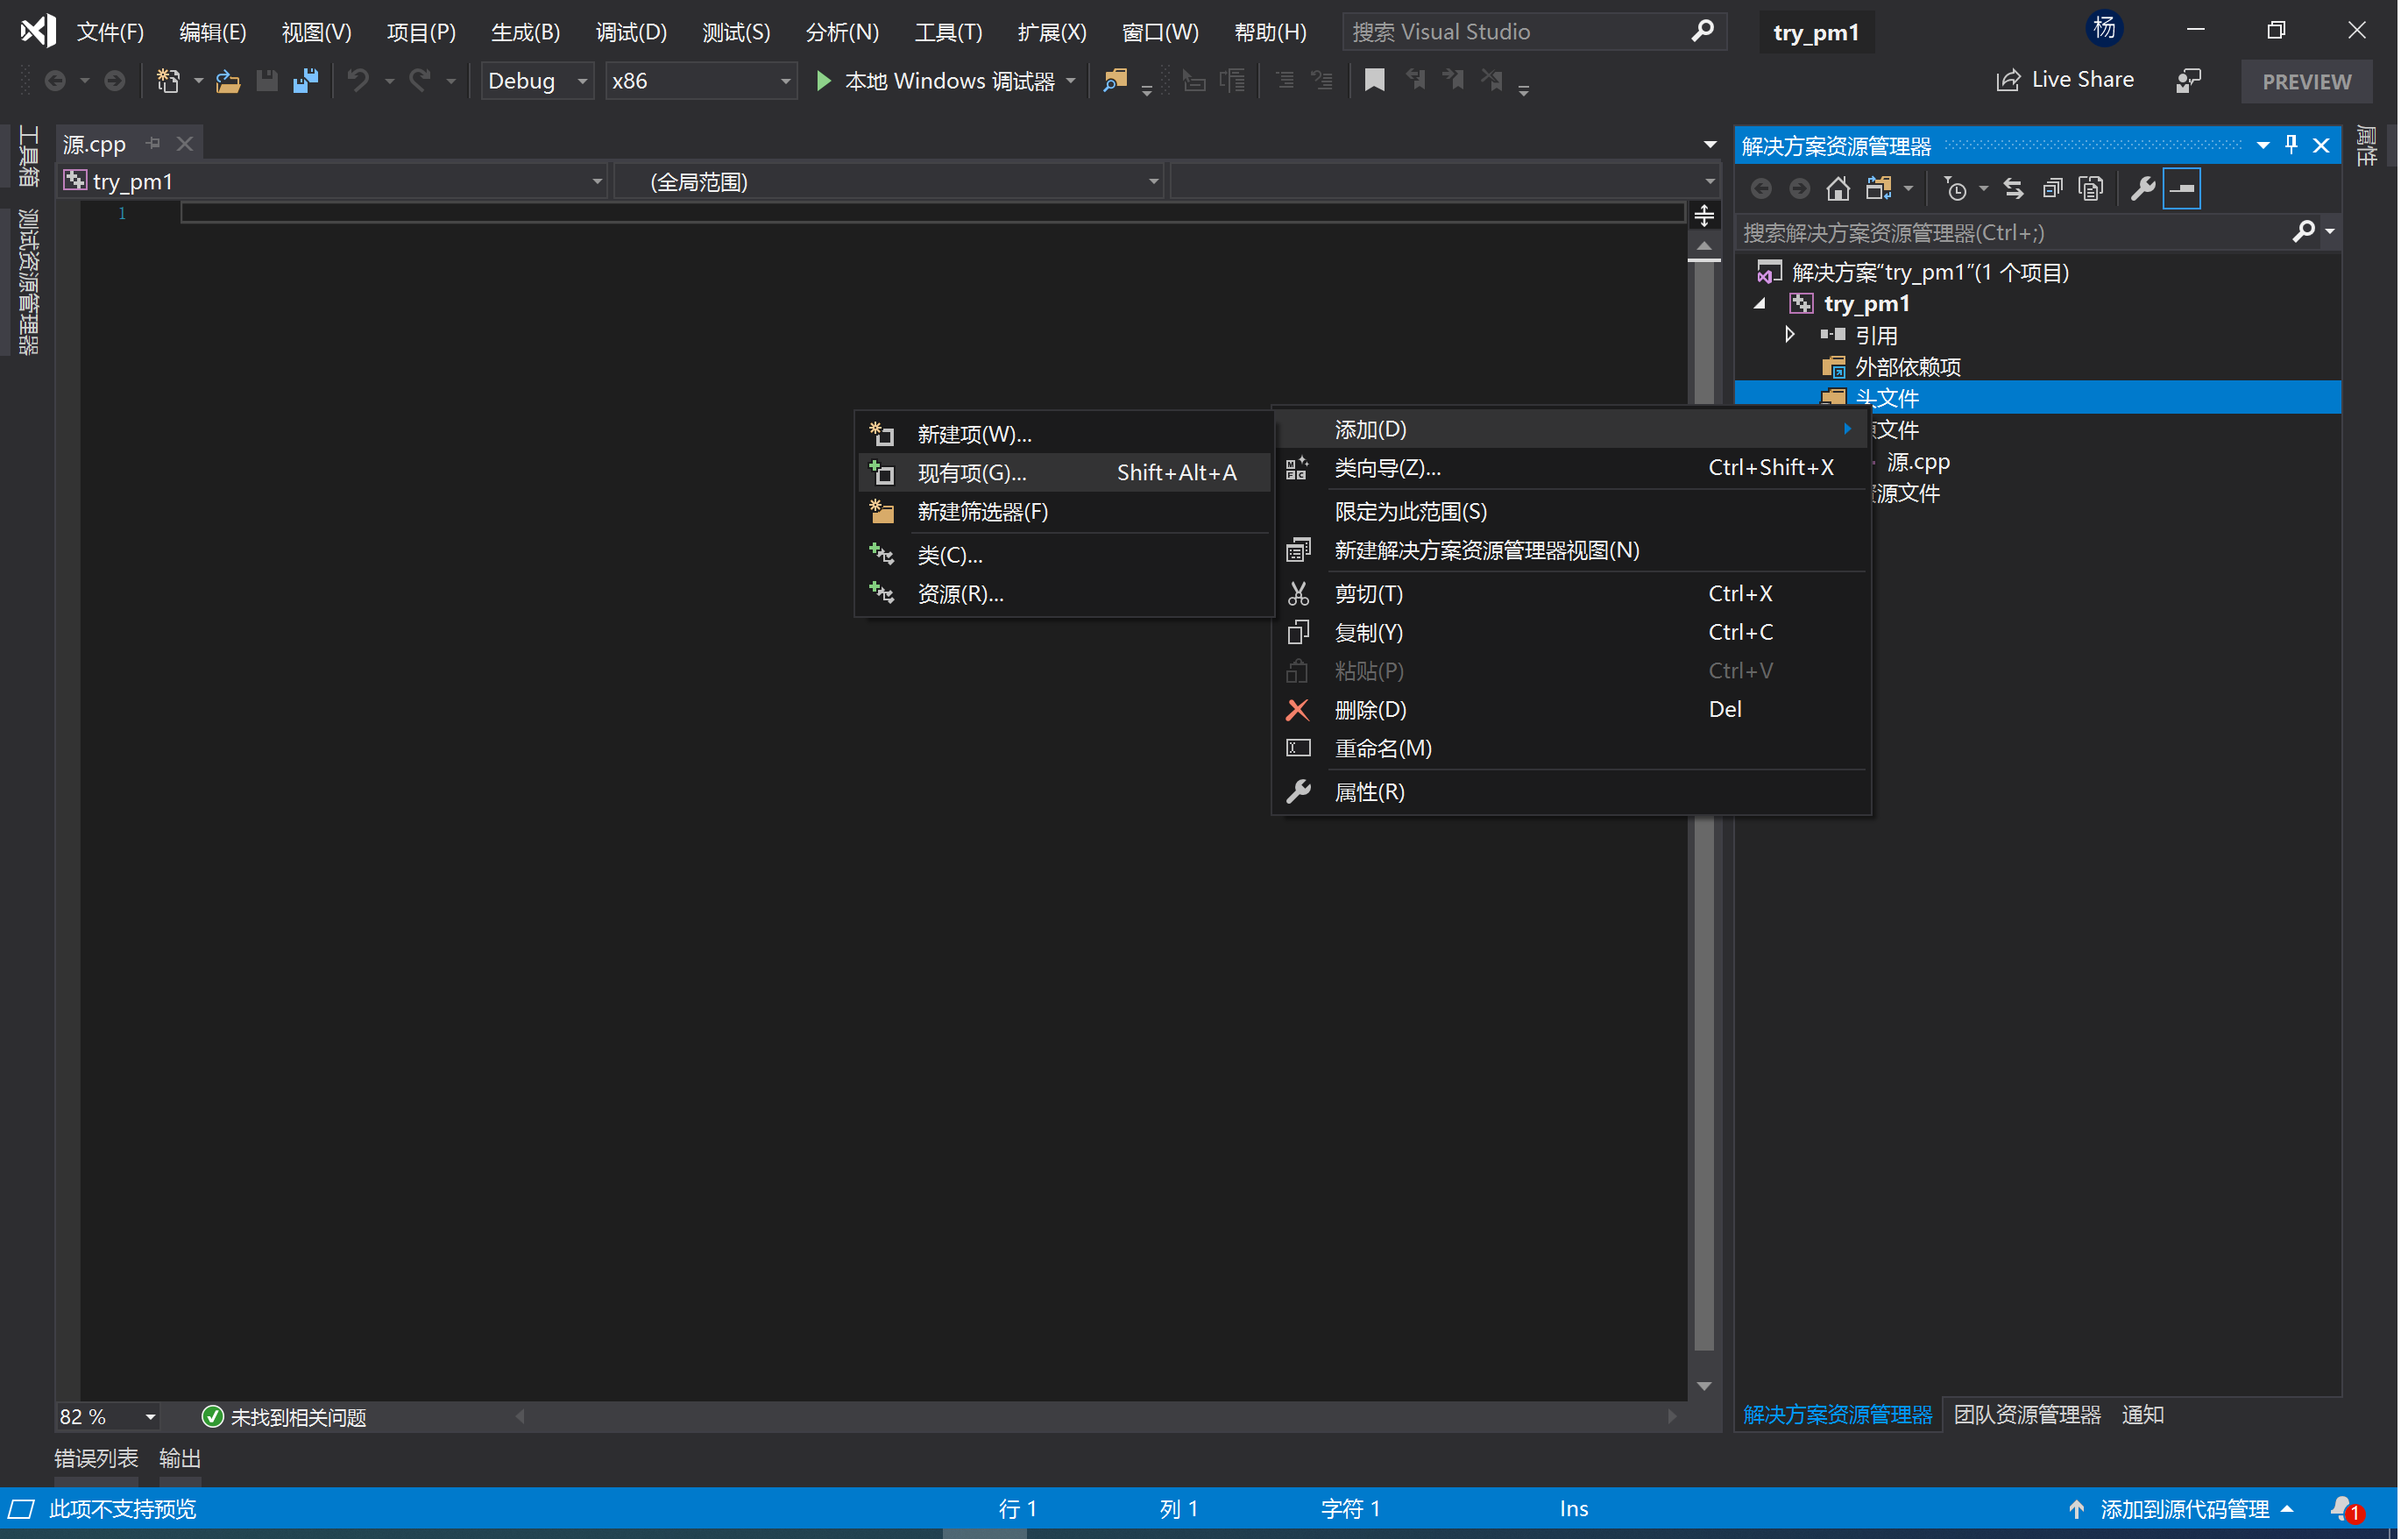 文件(F) 编辑(E) 视图(V) 项目(P) 生成(B) 调试(D) 测试(S) 分析(N) 工具(T) 扩展(X) 窗口(W) 帮助(H) 搜索 Visual Studio try_pm1 杨
Debug x86 本地 Windows 调试器 Live Share PREVIEW
工具箱
测试资源管理器
源.cpp
try_pm1 (全局范围)
1
新建项(W)...
现有项(G)... Shift+Alt+A
新建筛选器(F)
类(C)...
资源(R)...
添加(D)
类向导(Z)... Ctrl+Shift+X
限定为此范围(S)
新建解决方案资源管理器视图(N)
剪切(T) Ctrl+X
复制(Y) Ctrl+C
粘贴(P) Ctrl+V
删除(D) Del
重命名(M)
属性(R)
解决方案资源管理器
搜索解决方案资源管理器(Ctrl+;)
解决方案“try_pm1”(1 个项目)
try_pm1
引用
外部依赖项
头文件
文件
源.cpp
源文件
属性
82 % 未找到相关问题
解决方案资源管理器 团队资源管理器 通知
错误列表 输出
此项不支持预览 行 1 列 1 字符 1 Ins 添加到源代码管理 1